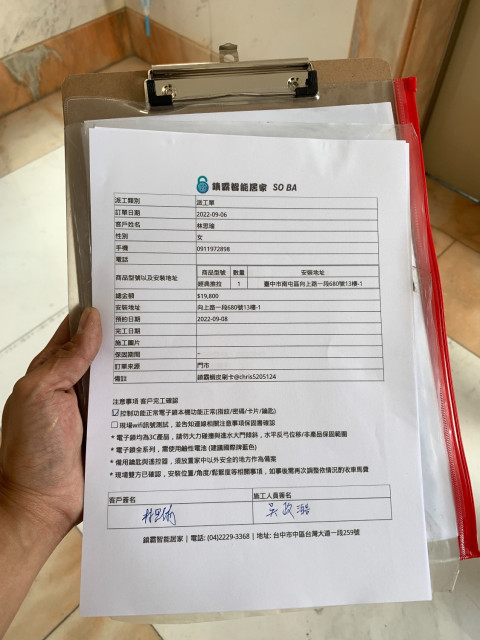 鎖霸智能居家 SO BA
派工類別 派工單
訂單日期 2022-09-06
客戶姓名 林思瑜
性別 女
手機 0911972898
電話
商品型號以及安裝地址 商品型號 數量 安裝地址
經典推拉 1 臺中市南屯區向上路一段680號13樓-1
總金額 $19,800
安裝地址 向上路一段680號13樓-1
預約日期 2022-09-08
完工日期
施工圖片
保固期間 –
訂單來源 門市
備註 鎖霸蝦皮刷卡@chris5205124
注意事項 客戶完工確認
☑控制功能正常電子鎖本機功能正常(指紋/密碼/卡片/鑰匙)
☐現場wifi訊號測試，並告知連線相關注意事項保固書確認
* 電子鎖均為3C產品，請勿大力碰撞與潑水大門傾斜，水平反弓位移/非產品保固範圍
* 電子鎖全系列，需使用鹼性電池 (建議國際牌藍色)
* 備用鑰匙與遙控器，須放置家中以外安全的地方作為備案
* 現場雙方已確認，安裝位置/角度/鬆緊度等相關事項，如事後需再次調整將依情況酌收車馬費
客戶簽名 施工人員簽名
林思瑜 吳政
鎖霸智能居家 | 電話: (04)2229-3368 | 地址: 台中市中區台灣大道一段259號